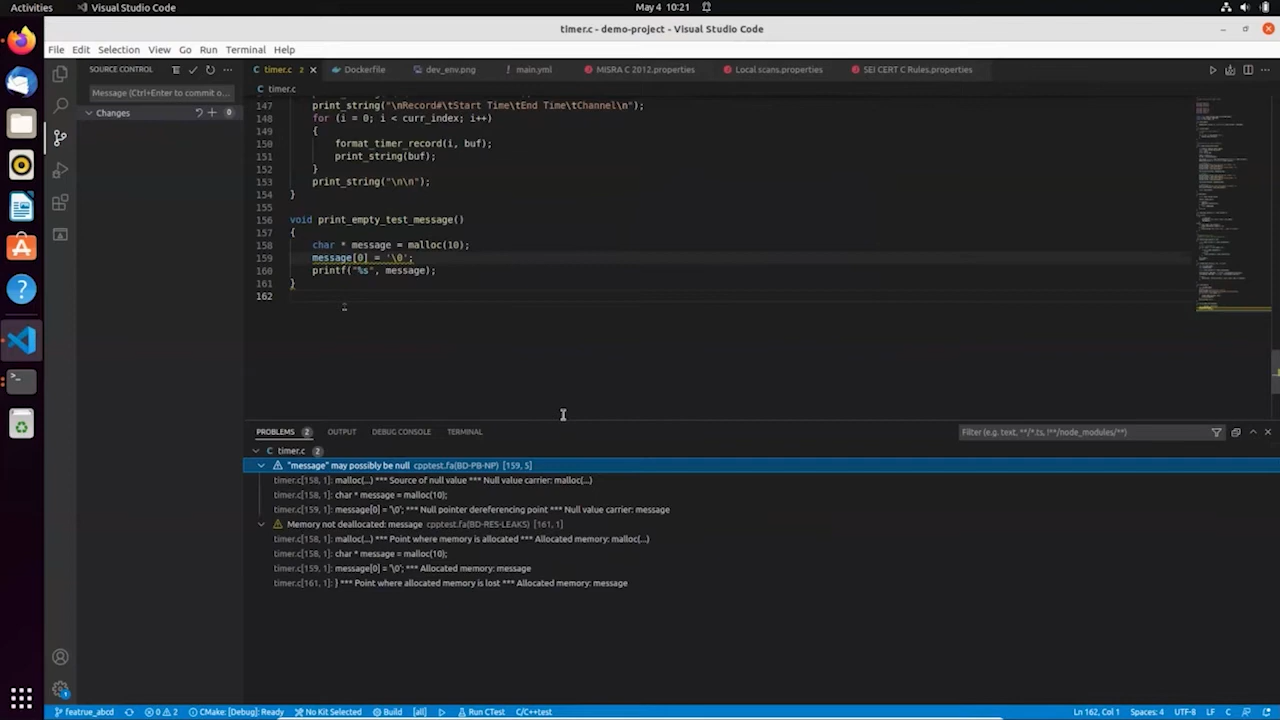 Activities
Visual Studio Code
May 4 10:21
timer.c - demo-project - Visual Studio Code
File Edit Selection View Go Run Terminal Help
SOURCE CONTROL
timer.c 2
Dockerfile
dev_env.png
main.yml
MISRA C 2012.properties
Local scans.properties
SEI CERT C Rules.properties
Message (Ctrl+Enter to commit o...
Changes 0
timer.c
147 print_string("\nRecord#\tStart Time\tEnd Time\tChannel\n");
148 for (i = 0; i < curr_index; i++)
149 {
150 format_timer_record(i, buf);
151 print_string(buf);
152 }
153 print_string("\n\n");
154 }
155
156 void print_empty_test_message()
157 {
158 char * message = malloc(10);
159 message[0] = '\0';
160 printf("%s", message);
161 }
162
PROBLEMS 2 OUTPUT DEBUG CONSOLE TERMINAL
Filter (e.g. text, **/*.ts, !**/node_modules/**)
timer.c 2
"message" may possibly be null cpptest.fa(BD-PB-NP) [159, 5]
timer.c[158, 1]: malloc(...) *** Source of null value *** Null value carrier: malloc(...)
timer.c[158, 1]: char * message = malloc(10);
timer.c[159, 1]: message[0] = '\0'; *** Null pointer dereferencing point *** Null value carrier: message
Memory not deallocated: message cpptest.fa(BD-RES-LEAKS) [161, 1]
timer.c[158, 1]: malloc(...) *** Point where memory is allocated *** Allocated memory: malloc(...)
timer.c[158, 1]: char * message = malloc(10);
timer.c[159, 1]: message[0] = '\0'; *** Allocated memory: message
timer.c[161, 1]: } *** Point where allocated memory is lost *** Allocated memory: message
featrue_abcd 0 2 CMake: [Debug]: Ready No Kit Selected Build [all] Run CTest C/C++test Ln 162, Col 1 Spaces: 4 UTF-8 LF C